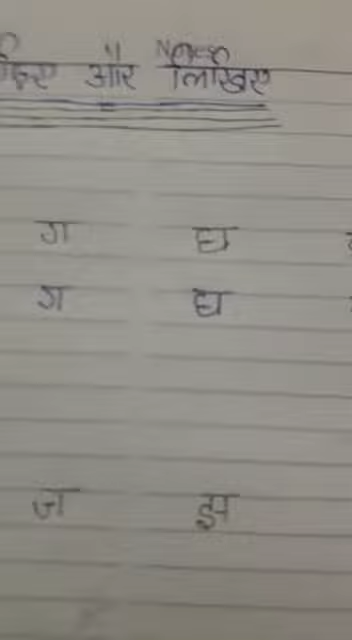 और लिखिए
ग घ
ग घ
ज झ